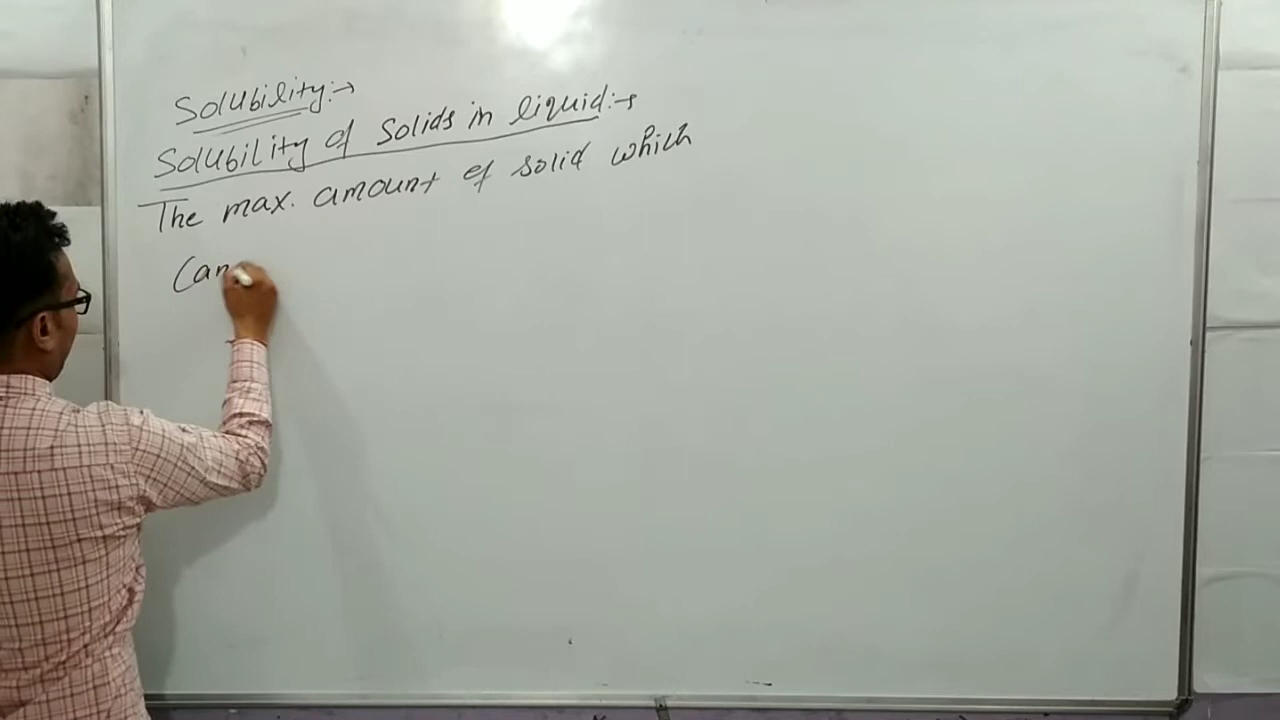 Solubility:→
Solubility of Solids in liquid:→
The max. amount of solid which
Can